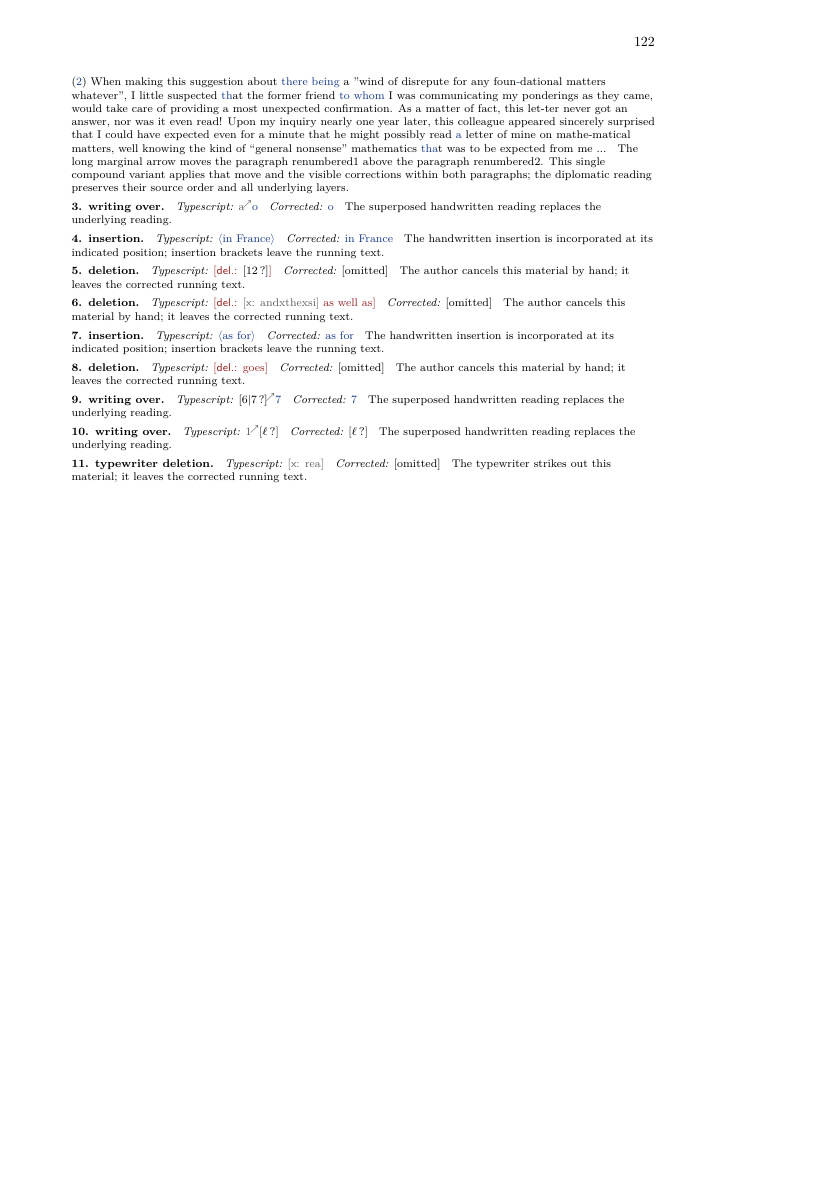 122
(2) When making this suggestion about there being a ”wind of disrepute for any foun-dational matters
whatever”, I little suspected that the former friend to whom I was communicating my ponderings as they came,
would take care of providing a most unexpected confirmation. As a matter of fact, this let-ter never got an
answer, nor was it even read! Upon my inquiry nearly one year later, this colleague appeared sincerely surprised
that I could have expected even for a minute that he might possibly read a letter of mine on mathe-matical
matters, well knowing the kind of “general nonsense” mathematics that was to be expected from me ... The
long marginal arrow moves the paragraph renumbered1 above the paragraph renumbered2. This single
compound variant applies that move and the visible corrections within both paragraphs; the diplomatic reading
preserves their source order and all underlying layers.
3. writing over. Typescript: a↗o Corrected: o The superposed handwritten reading replaces the
underlying reading.
4. insertion. Typescript: ⟨in France⟩ Corrected: in France The handwritten insertion is incorporated at its
indicated position; insertion brackets leave the running text.
5. deletion. Typescript: [del.: [12 ?]] Corrected: [omitted] The author cancels this material by hand; it
leaves the corrected running text.
6. deletion. Typescript: [del.: [x: andxthexsi] as well as] Corrected: [omitted] The author cancels this
material by hand; it leaves the corrected running text.
7. insertion. Typescript: ⟨as for⟩ Corrected: as for The handwritten insertion is incorporated at its
indicated position; insertion brackets leave the running text.
8. deletion. Typescript: [del.: goes] Corrected: [omitted] The author cancels this material by hand; it
leaves the corrected running text.
9. writing over. Typescript: [6|7 ?]↗7 Corrected: 7 The superposed handwritten reading replaces the
underlying reading.
10. writing over. Typescript: 1↗[ℓ ?] Corrected: [ℓ ?] The superposed handwritten reading replaces the
underlying reading.
11. typewriter deletion. Typescript: [x: rea] Corrected: [omitted] The typewriter strikes out this
material; it leaves the corrected running text.